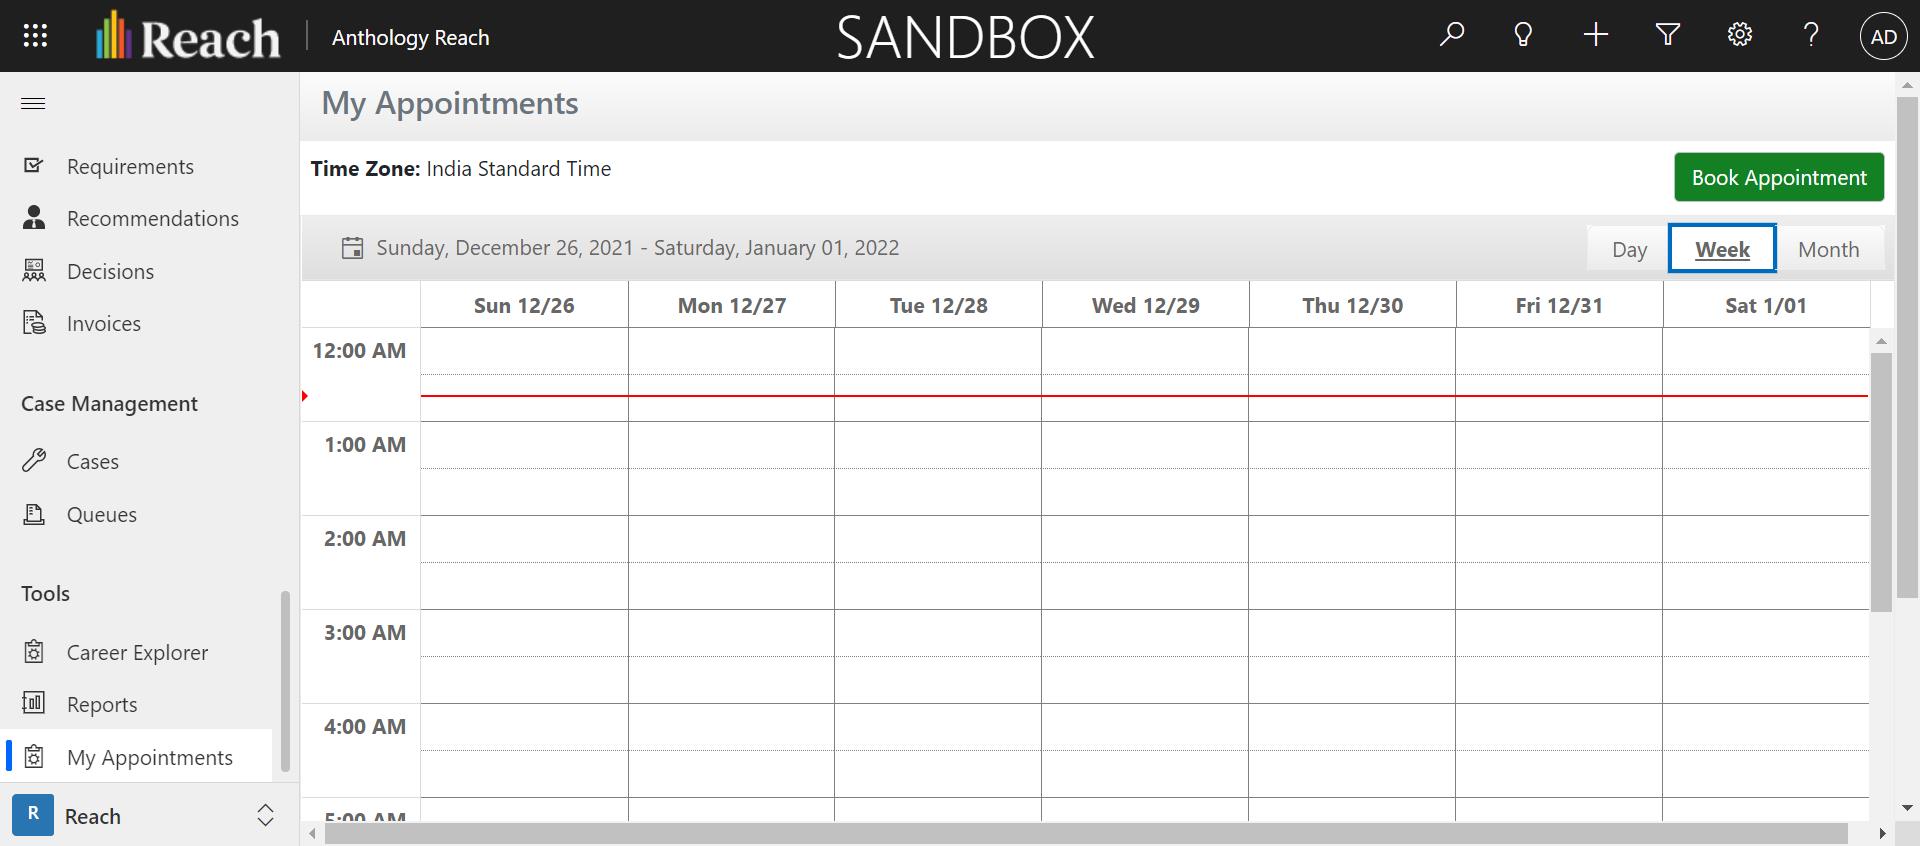 Reach
Anthology Reach
SANDBOX
?
AD
My Appointments
Requirements
Recommendations
Decisions
Invoices
Case Management
Cases
Queues
Tools
Career Explorer
Reports
My Appointments
R
Reach
Time Zone: India Standard Time
Book Appointment
Sunday, December 26, 2021 - Saturday, January 01, 2022
Day
Week
Month
Sun 12/26
Mon 12/27
Tue 12/28
Wed 12/29
Thu 12/30
Fri 12/31
Sat 1/01
12:00 AM
1:00 AM
2:00 AM
3:00 AM
4:00 AM
5:00 AM